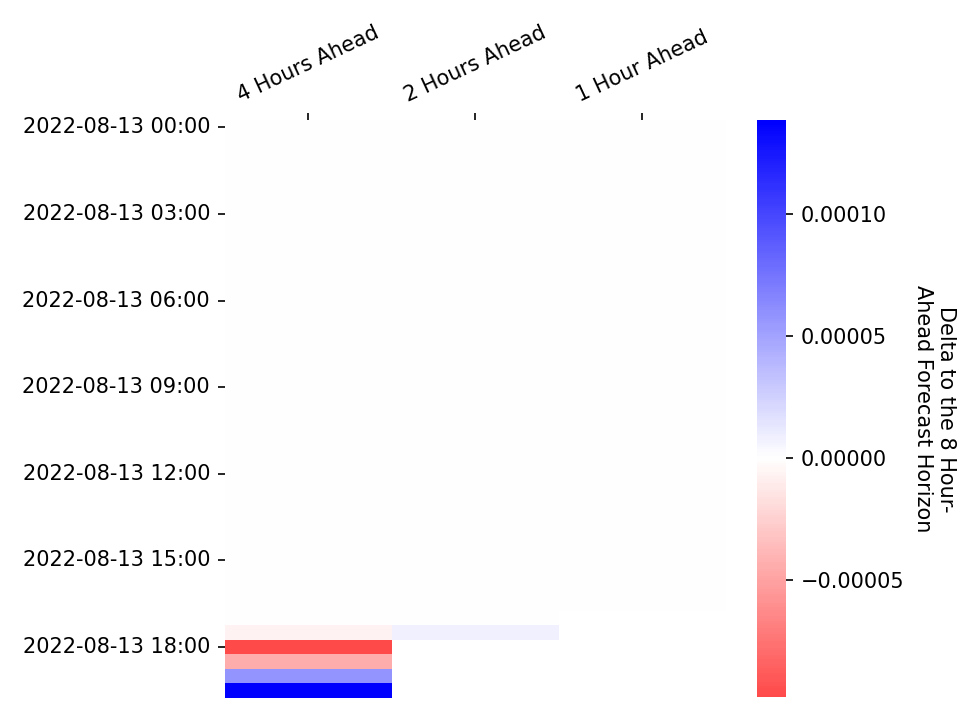 4 Hours Ahead
2 Hours Ahead
1 Hour Ahead
2022-08-13 00:00
2022-08-13 03:00
2022-08-13 06:00
2022-08-13 09:00
2022-08-13 12:00
2022-08-13 15:00
2022-08-13 18:00
0.00010
0.00005
0.00000
−0.00005
Delta to the 8 Hour-
Ahead Forecast Horizon